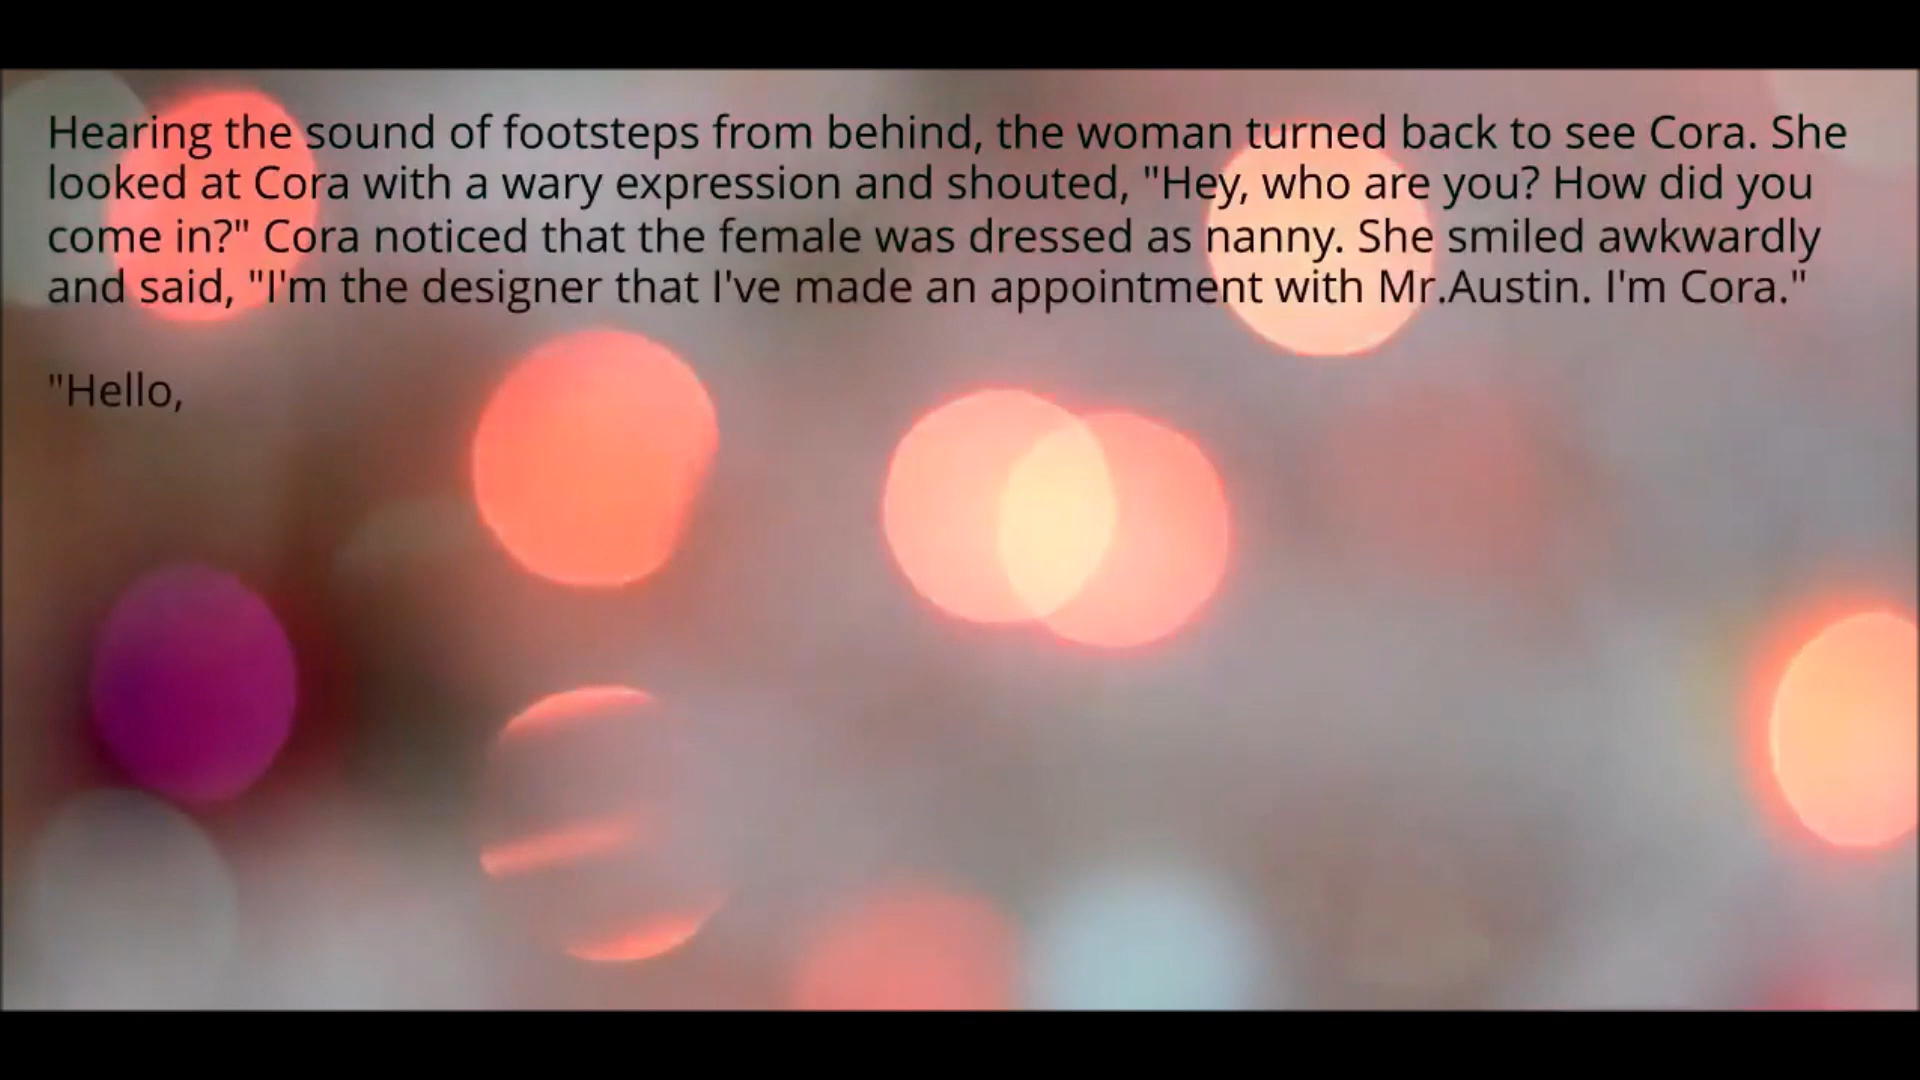 Hearing the sound of footsteps from behind, the woman turned back to see Cora. She
looked at Cora with a wary expression and shouted, "Hey, who are you? How did you
come in?" Cora noticed that the female was dressed as nanny. She smiled awkwardly
and said, "I'm the designer that I've made an appointment with Mr.Austin. I'm Cora."
"Hello,